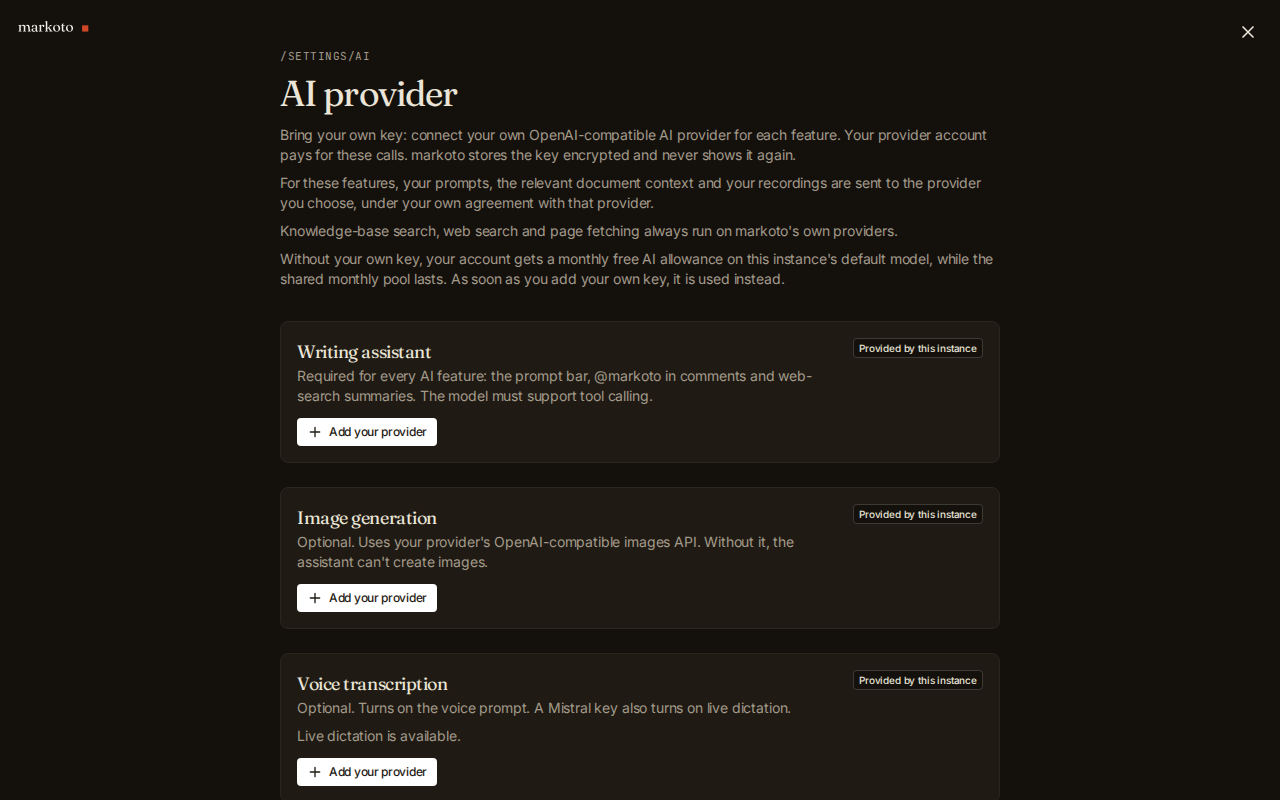 markoto
/SETTINGS/AI
AI provider
Bring your own key: connect your own OpenAI-compatible AI provider for each feature. Your provider account
pays for these calls. markoto stores the key encrypted and never shows it again.
For these features, your prompts, the relevant document context and your recordings are sent to the provider
you choose, under your own agreement with that provider.
Knowledge-base search, web search and page fetching always run on markoto's own providers.
Without your own key, your account gets a monthly free AI allowance on this instance's default model, while the
shared monthly pool lasts. As soon as you add your own key, it is used instead.
Writing assistant
Provided by this instance
Required for every AI feature: the prompt bar, @markoto in comments and web-
search summaries. The model must support tool calling.
Add your provider
Image generation
Provided by this instance
Optional. Uses your provider's OpenAI-compatible images API. Without it, the
assistant can't create images.
Add your provider
Voice transcription
Provided by this instance
Optional. Turns on the voice prompt. A Mistral key also turns on live dictation.
Live dictation is available.
Add your provider